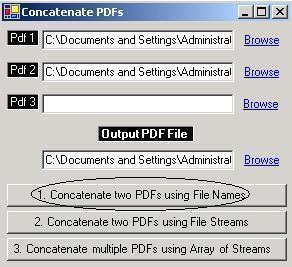 Concatenate PDFs
Pdf 1 C:\Documents and Settings\Administrat Browse
Pdf 2 C:\Documents and Settings\Administrat Browse
Pdf 3 Browse
Output PDF File
C:\Documents and Settings\Administrat Browse
1. Concatenate two PDFs using File Names
2. Concatenate two PDFs using File Streams
3. Concatenate multiple PDFs using Array of Streams